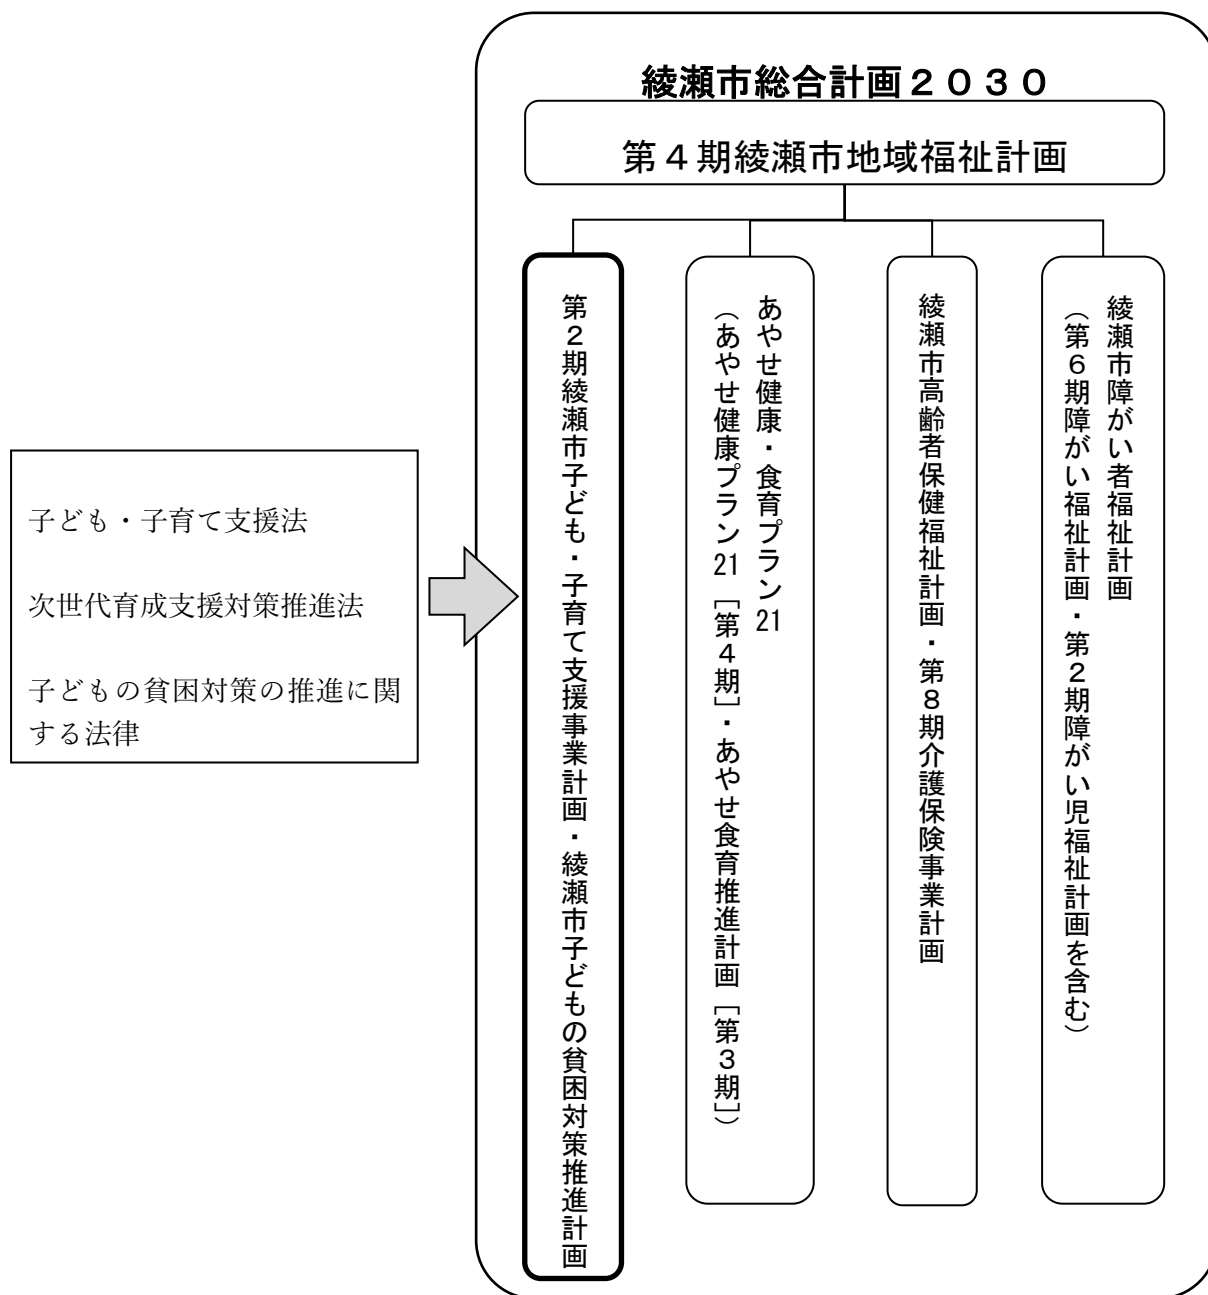 綾瀬市総合計画２０３０
第４期綾瀬市地域福祉計画
子ども・子育て支援法
次世代育成支援対策推進法
子どもの貧困対策の推進に関
する法律
第２期綾瀬市子ども・子育て支援事業計画・綾瀬市子どもの貧困対策推進計画
あやせ健康・食育プラン21
（あやせ健康プラン21［第４期］・あやせ食育推進計画［第３期］）
綾瀬市高齢者保健福祉計画・第８期介護保険事業計画
綾瀬市障がい者福祉計画
（第６期障がい福祉計画・第２期障がい児福祉計画を含む）